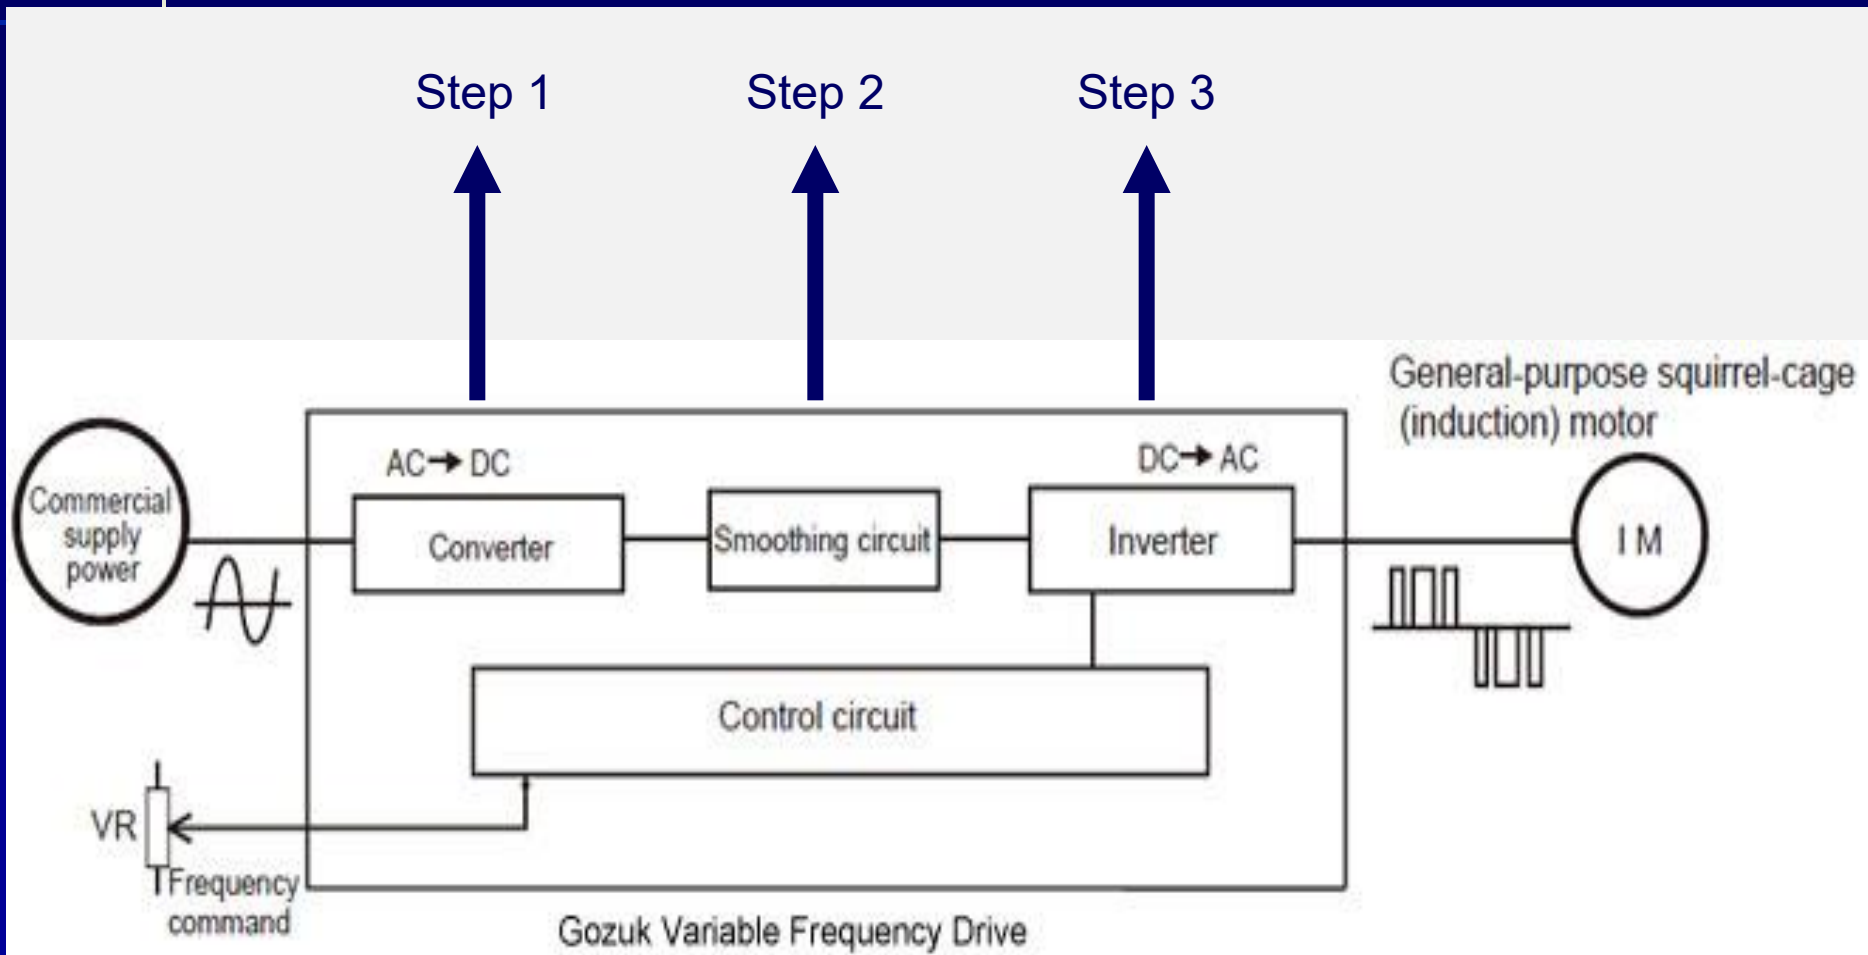 Step 1
Step 2
Step 3
General-purpose squirrel-cage
(induction) motor
Commercial
supply
power
AC→DC
Converter
Smoothing circuit
DC→AC
Inverter
I M
Control circuit
VR
Frequency
command
Gozuk Variable Frequency Drive